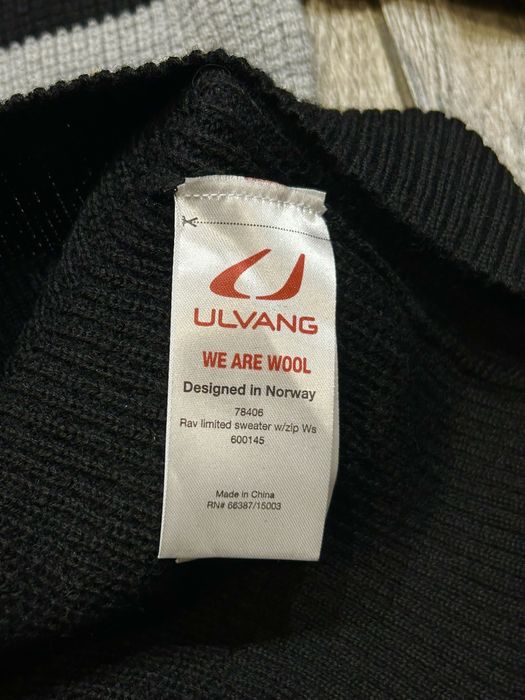 ULVANG
WE ARE WOOL
Designed in Norway
78406
Rav limited sweater w/zip Ws
600145
Made in China
RN# 66387/15003